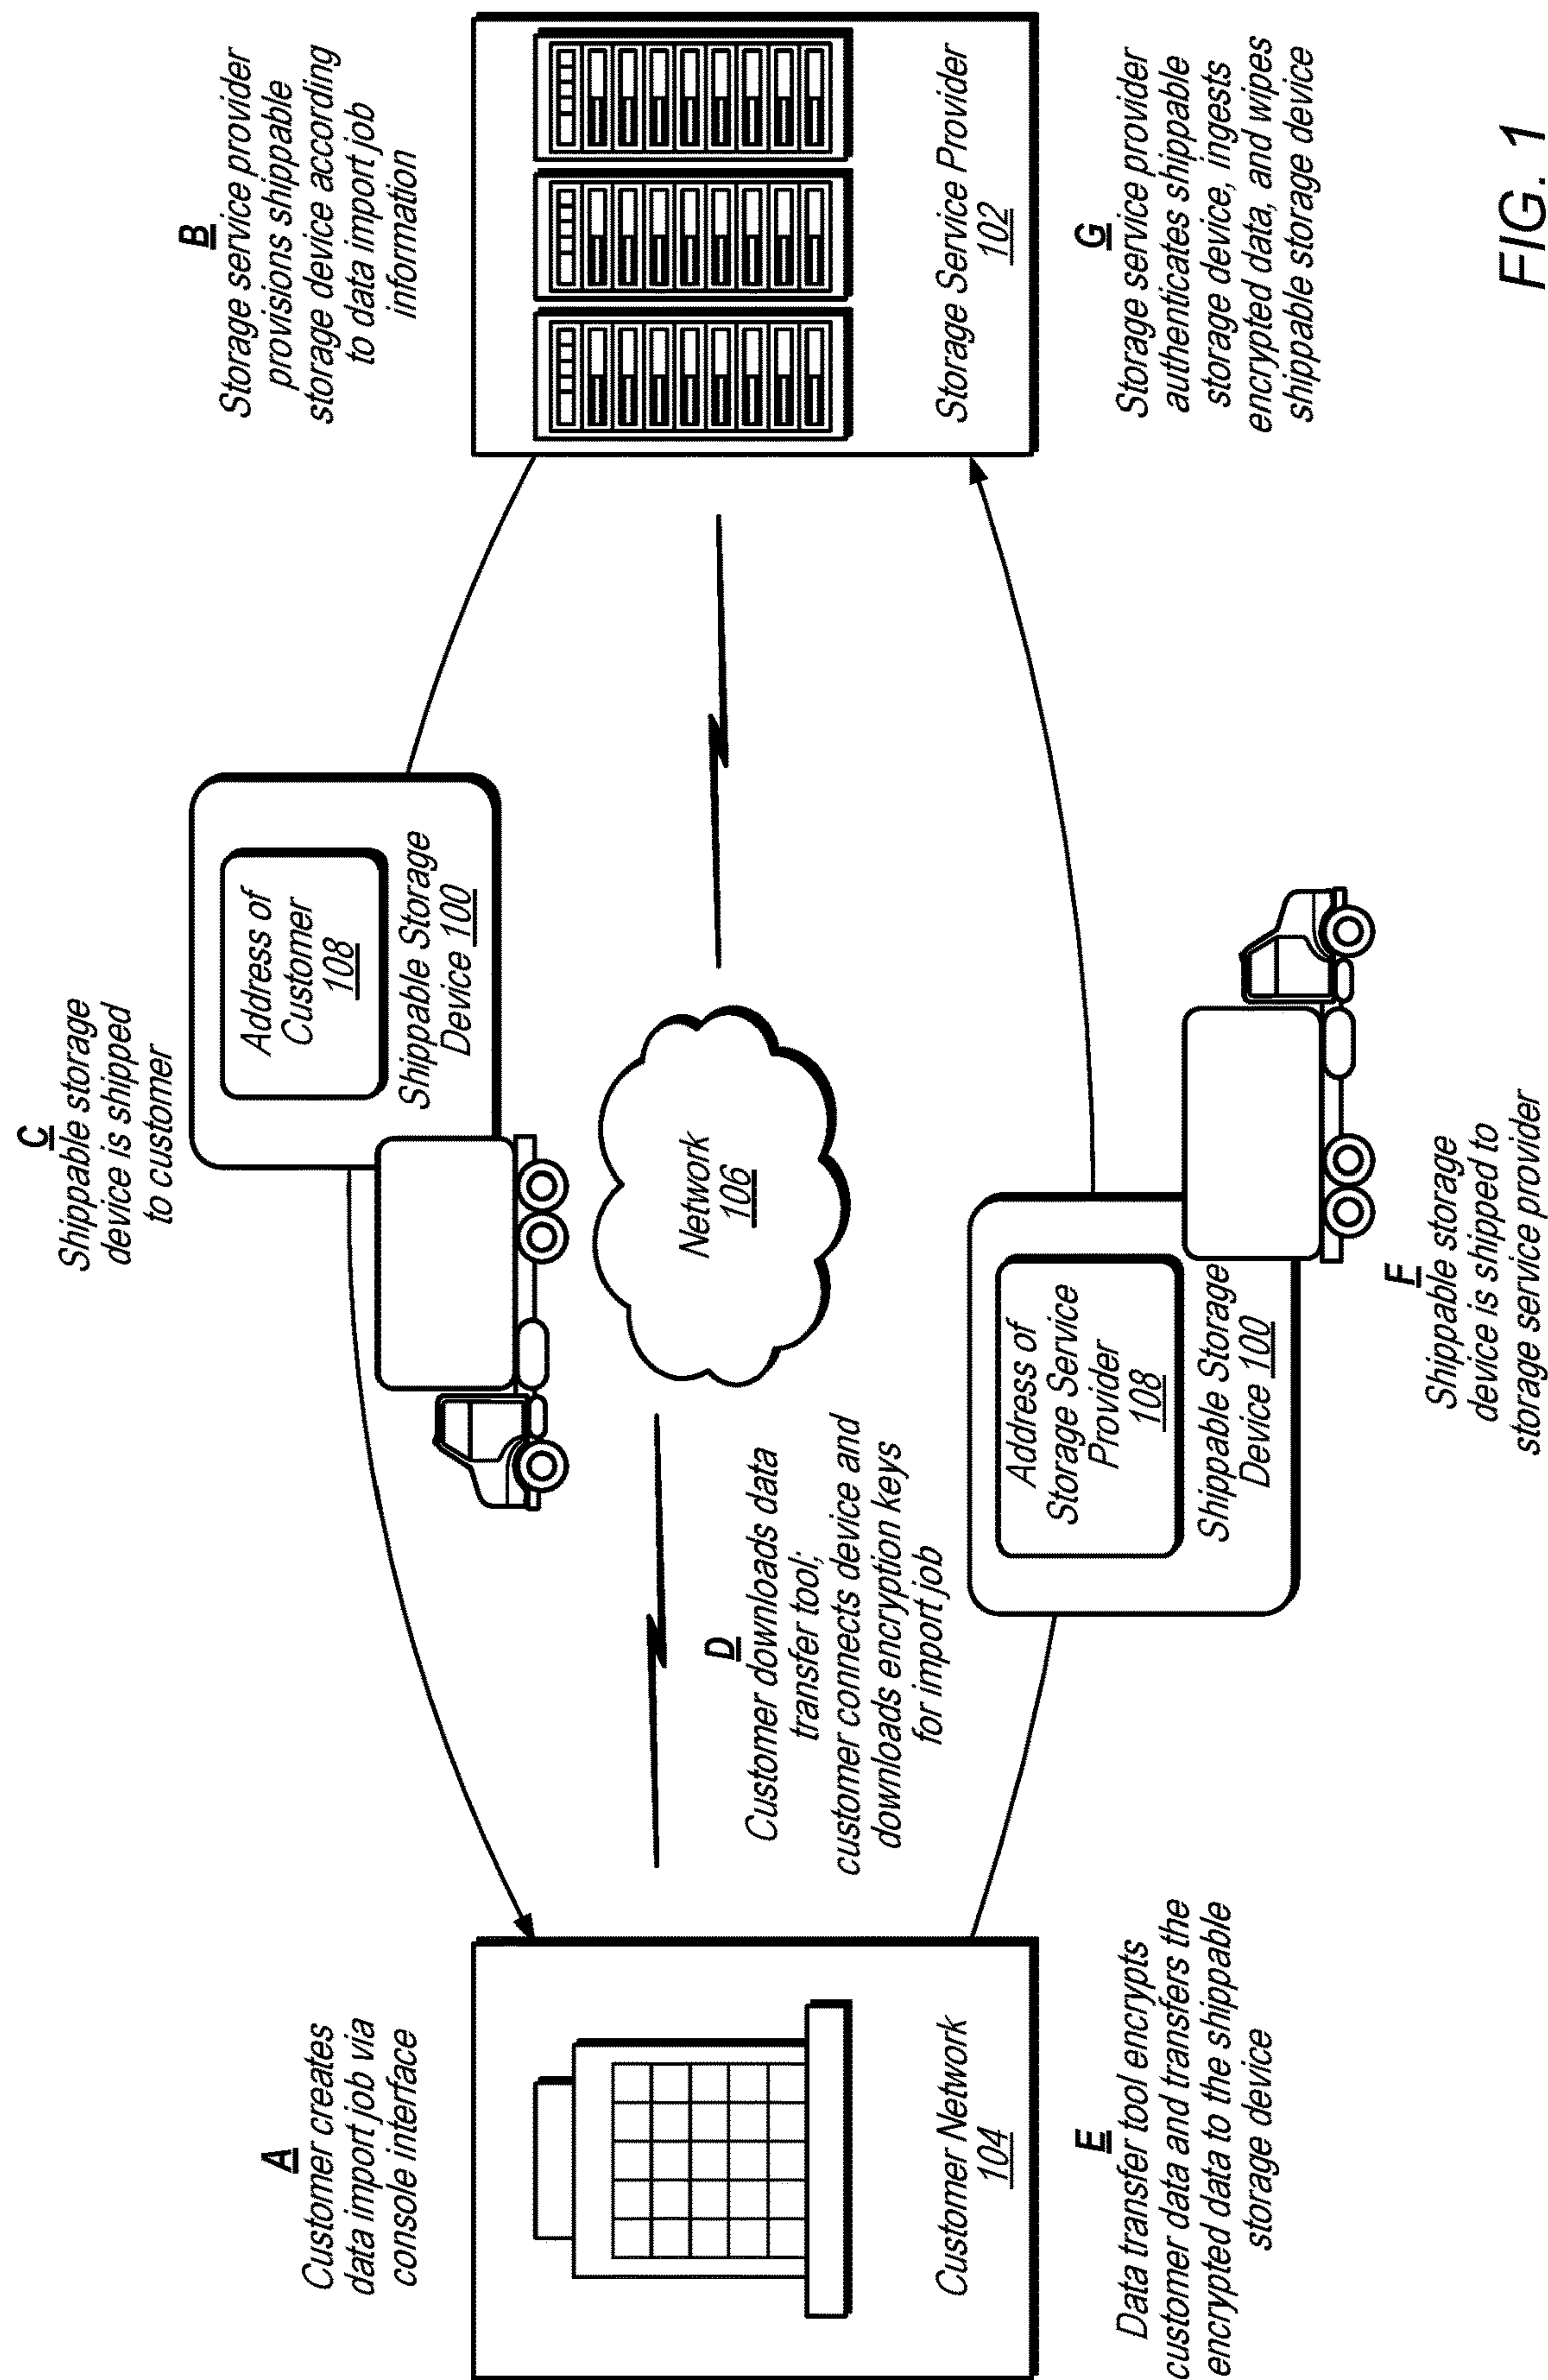 A
Customer creates
data import job via
console interface
B
Storage service provider
provisions shippable
storage device according
to data import job
information
C
Shippable storage
device is shipped
to customer
Address of
Customer
108
Shippable Storage
Device 100
Network
106
D
Customer downloads data
transfer tool;
customer connects device and
downloads encryption keys
for import job
Customer Network
104
Storage Service Provider
102
E
Data transfer tool encrypts
customer data and transfers the
encrypted data to the shippable
storage device
Address of
Storage Service
Provider
108
Shippable Storage
Device 100
F
Shippable storage
device is shipped to
storage service provider
G
Storage service provider
authenticates shippable
storage device, ingests
encrypted data, and wipes
shippable storage device
FIG. 1